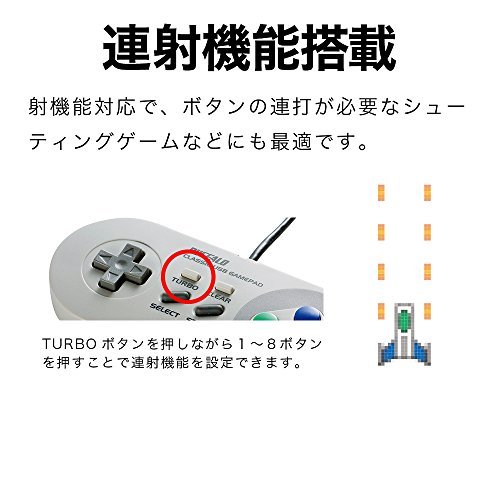 連射機能搭載
射機能対応で、ボタンの連打が必要なシュー
ティングゲームなどにも最適です。
BUFFALO
CLASSIC USB GAMEPAD
TURBO
CLEAR
SELECT
TURBO ボタンを押しながら1〜8ボタン
を押すことで連射機能を設定できます。